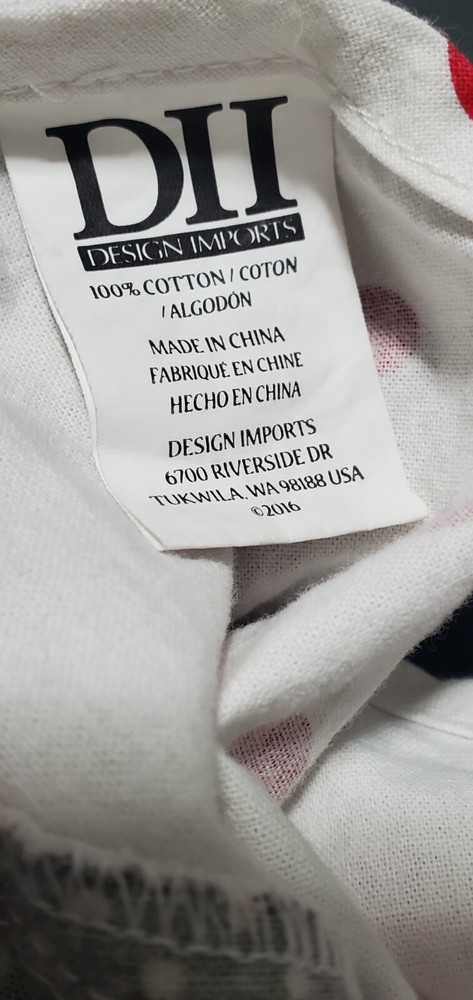 DII
DESIGN IMPORTS
100% COTTON / COTON
/ ALGODÓN
MADE IN CHINA
FABRIQUÉ EN CHINE
HECHO EN CHINA
DESIGN IMPORTS
6700 RIVERSIDE DR
TUKWILA, WA 98188 USA
©2016